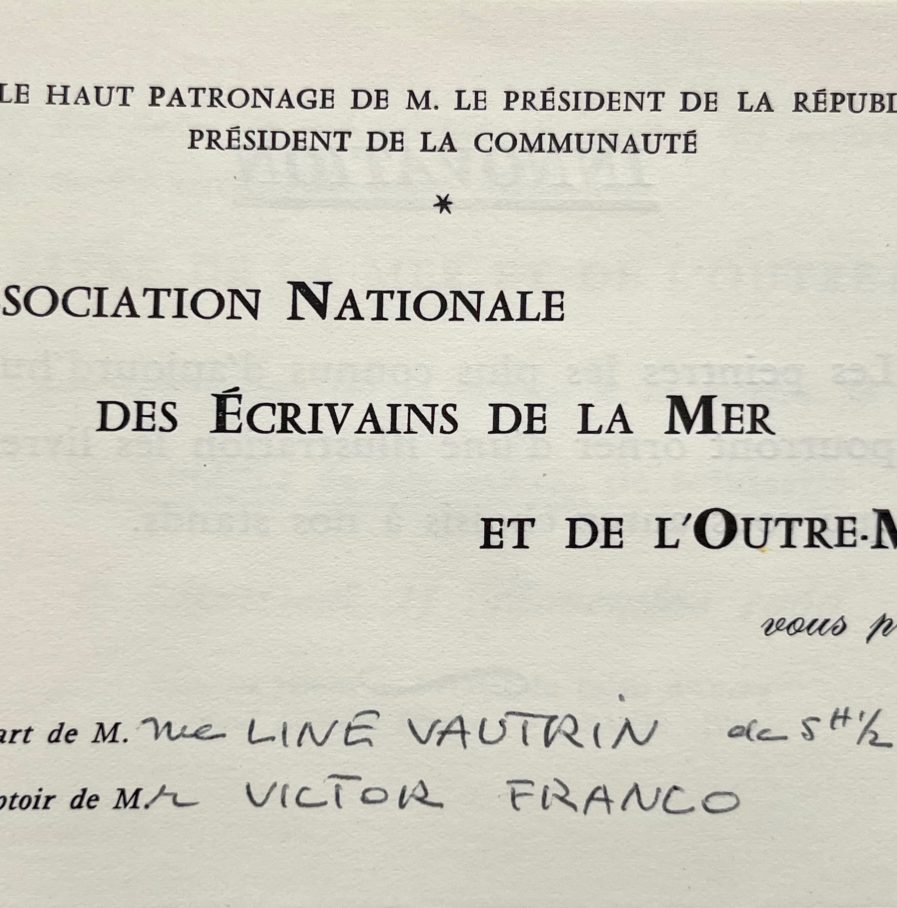 LE HAUT PATRONAGE DE M. LE PRÉSIDENT DE LA RÉPUBL
PRÉSIDENT DE LA COMMUNAUTÉ
*
SOCIATION NATIONALE
DES ÉCRIVAINS DE LA MER
ET DE L'OUTRE-M
vous p
art de M. me LINE VAUTRIN de 5H1/2
ptoir de M.r VICTOR FRANCO